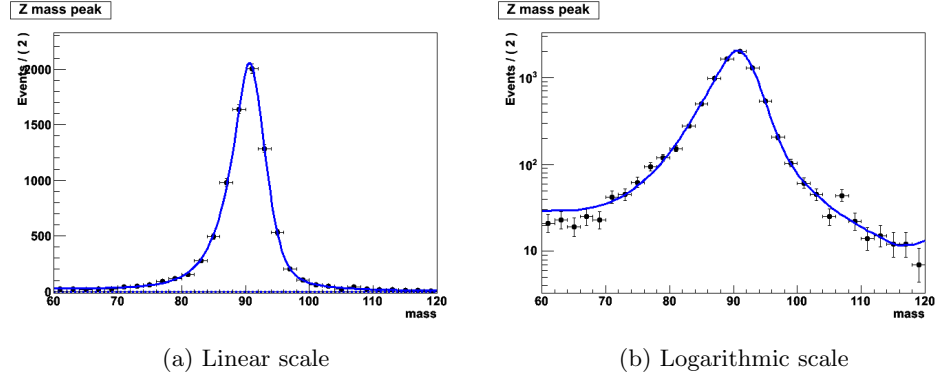 Z mass peak
Events / ( 2 )
2000
1500
1000
500
0
60 70 80 90 100 110 120
mass
(a) Linear scale
Z mass peak
Events / ( 2 )
10³
10²
10
60 70 80 90 100 110 120
mass
(b) Logarithmic scale